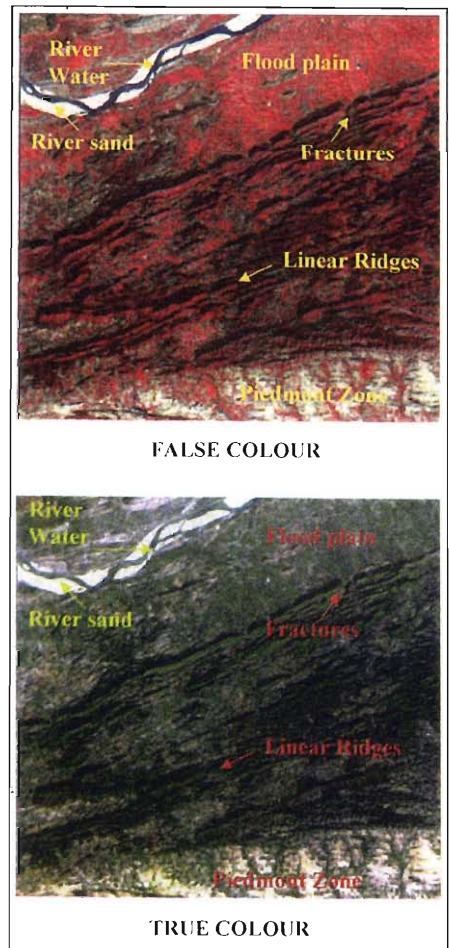 River
Water
Flood plain
River sand
Fractures
Linear Ridges
Piedmont Zone
FALSE COLOUR
River
Water
Flood plain
River sand
Fractures
Linear Ridges
Piedmont Zone
TRUE COLOUR